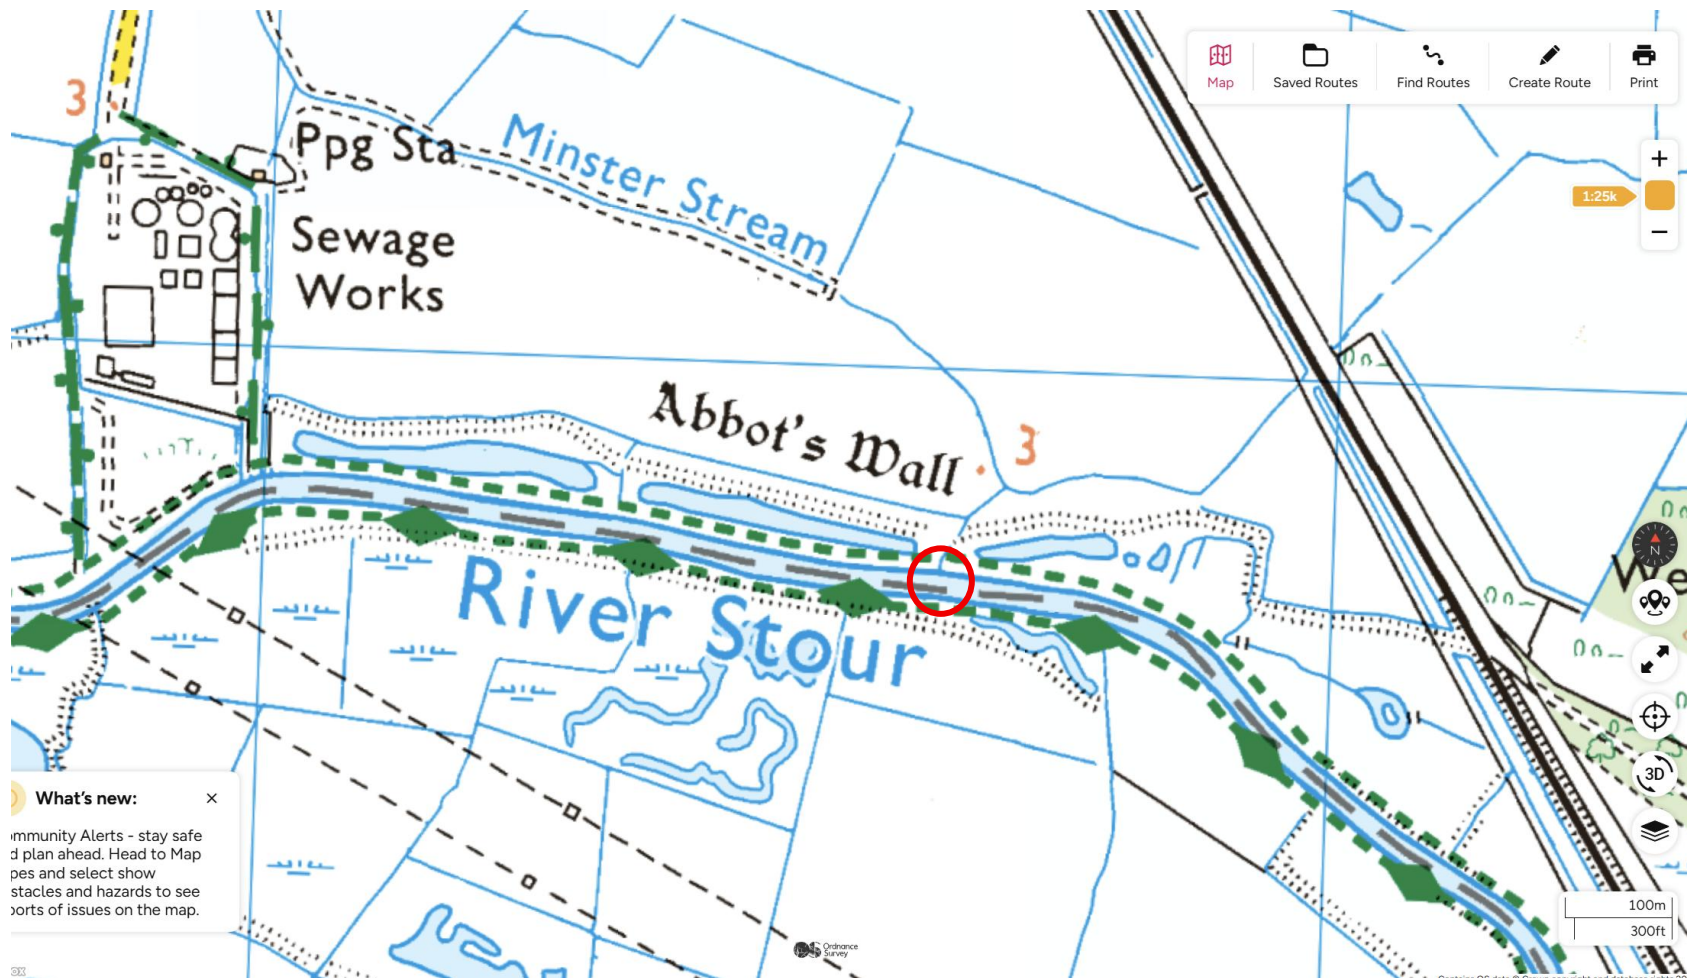 Map
Saved Routes
Find Routes
Create Route
Print
3
Ppg Sta
Minster Stream
Sewage
Works
1:25k
Abbot's Wall
3
River Stour
N
3D
What's new:
ommunity Alerts - stay safe
d plan ahead. Head to Map
pes and select show
stacles and hazards to see
ports of issues on the map.
100m
300ft
Ordnance
Survey